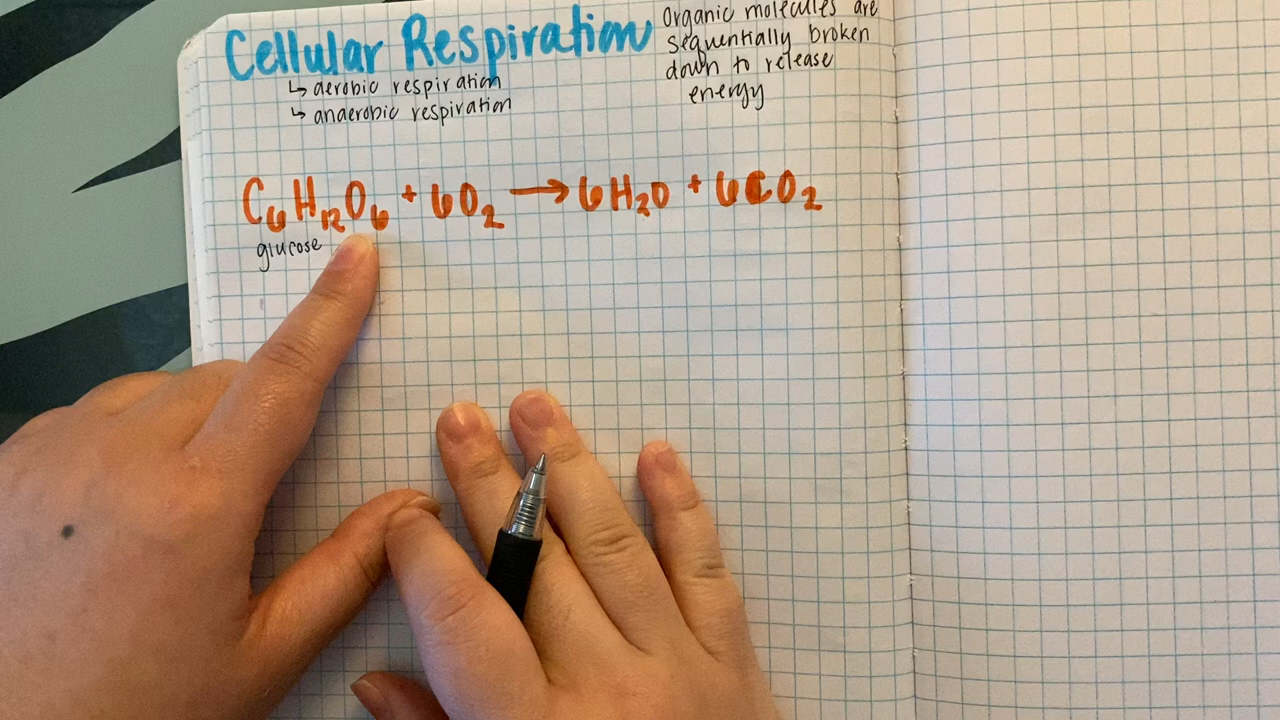 Cellular Respiration
↳ aerobic respiration
↳ anaerobic respiration
Organic molecules are
sequentially broken
down to release
energy
C₆H₁₂O₆ + 6O₂ → 6H₂O + 6CO₂
glucose